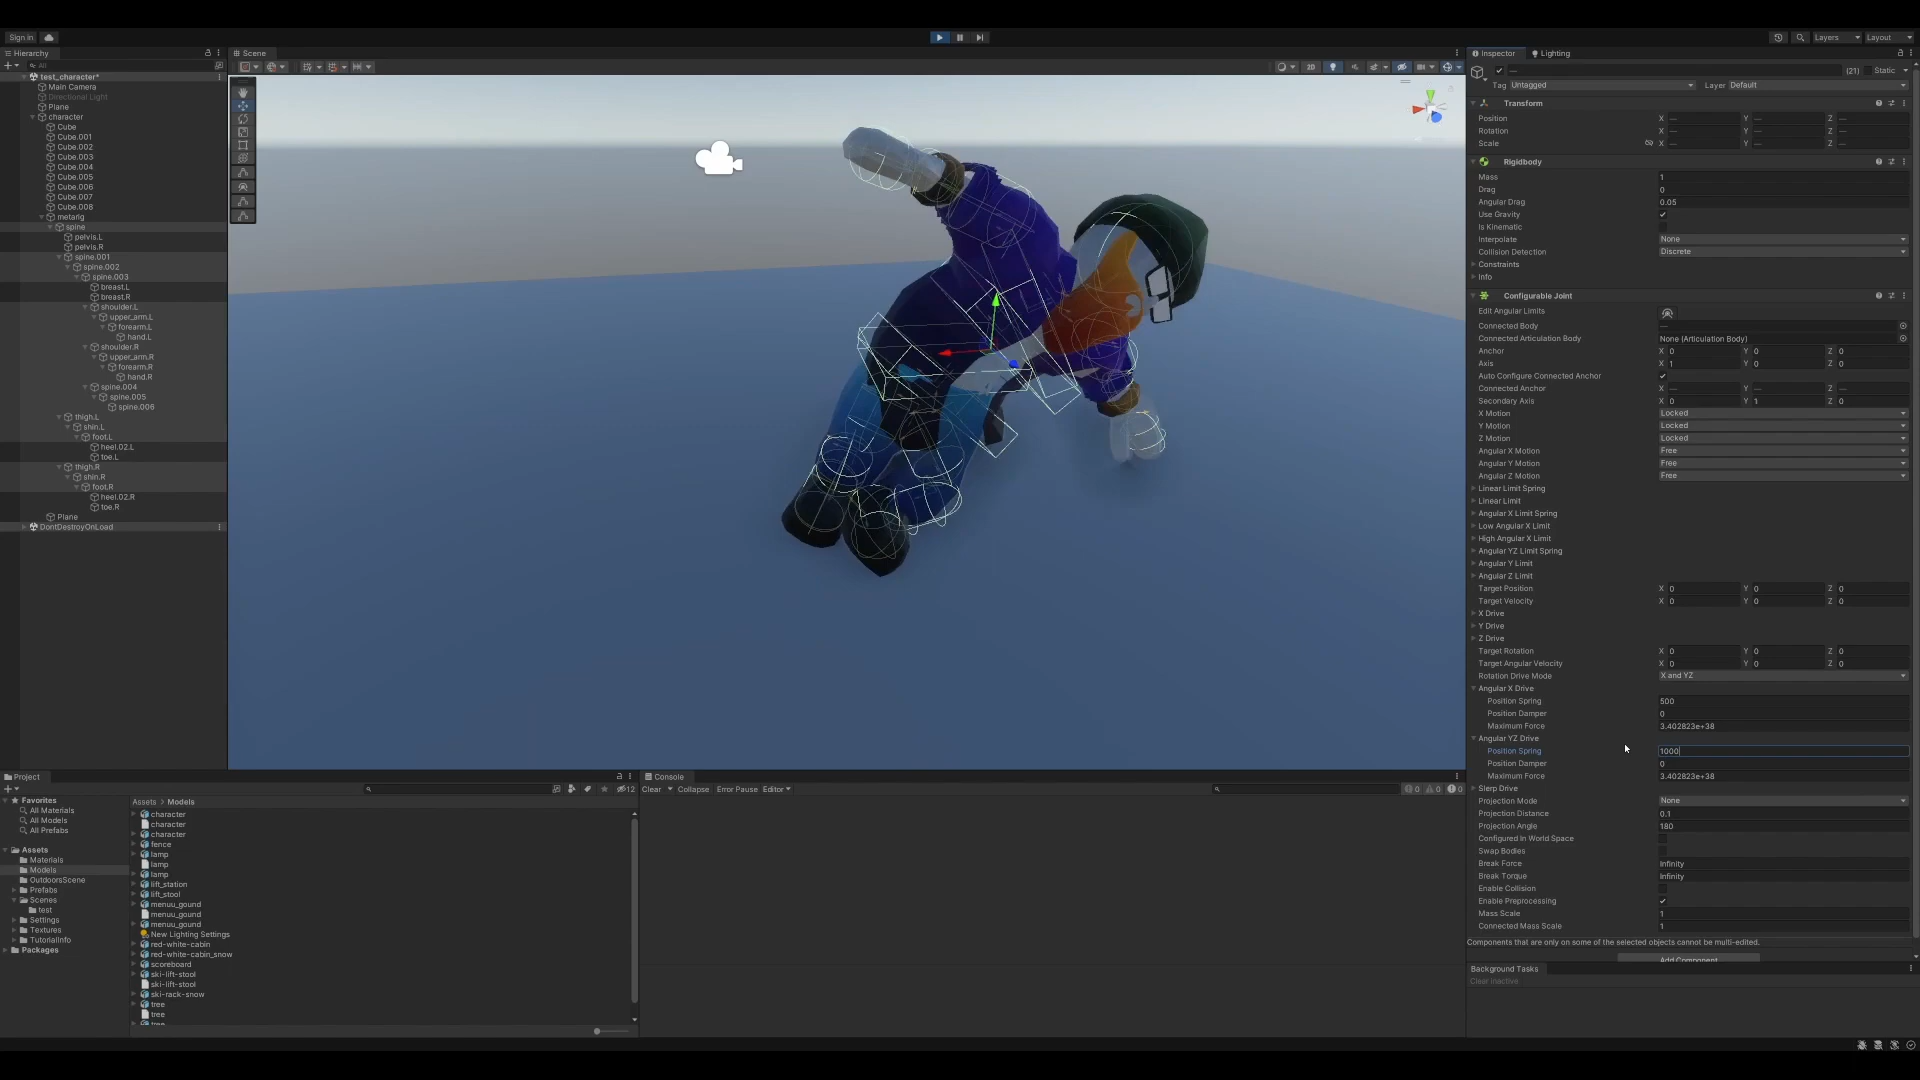 Sign in
Layers
Layout
Hierarchy
All
test_character*
Main Camera
Directional Light
Plane
character
Cube
Cube.001
Cube.002
Cube.003
Cube.004
Cube.005
Cube.006
Cube.007
Cube.008
metarig
spine
pelvis.L
pelvis.R
spine.001
spine.002
spine.003
breast.L
breast.R
shoulder.L
upper_arm.L
forearm.L
hand.L
shoulder.R
upper_arm.R
forearm.R
hand.R
spine.004
spine.005
spine.006
thigh.L
shin.L
foot.L
heel.02.L
toe.L
thigh.R
shin.R
foot.R
heel.02.R
toe.R
Plane
DontDestroyOnLoad
Scene
2D
Inspector
Lighting
(21) Static
Tag Untagged Layer Default
Transform
Position X — Y — Z —
Rotation X — Y — Z —
Scale X — Y — Z —
Rigidbody
Mass 1
Drag 0
Angular Drag 0.05
Use Gravity
Is Kinematic
Interpolate None
Collision Detection Discrete
Constraints
Info
Configurable Joint
Edit Angular Limits
Connected Body —
Connected Articulation Body None (Articulation Body)
Anchor X 0 Y 0 Z 0
Axis X 1 Y 0 Z 0
Auto Configure Connected Anchor
Connected Anchor X — Y — Z —
Secondary Axis X 0 Y 1 Z 0
X Motion Locked
Y Motion Locked
Z Motion Locked
Angular X Motion Free
Angular Y Motion Free
Angular Z Motion Free
Linear Limit Spring
Linear Limit
Angular X Limit Spring
Low Angular X Limit
High Angular X Limit
Angular YZ Limit Spring
Angular Y Limit
Angular Z Limit
Target Position X 0 Y 0 Z 0
Target Velocity X 0 Y 0 Z 0
X Drive
Y Drive
Z Drive
Target Rotation X 0 Y 0 Z 0
Target Angular Velocity X 0 Y 0 Z 0
Rotation Drive Mode X and YZ
Angular X Drive
Position Spring 500
Position Damper 0
Maximum Force 3.402823e+38
Angular YZ Drive
Position Spring 1000
Position Damper 0
Maximum Force 3.402823e+38
Slerp Drive
Projection Mode None
Projection Distance 0.1
Projection Angle 180
Configured In World Space
Swap Bodies
Break Force Infinity
Break Torque Infinity
Enable Collision
Enable Preprocessing
Mass Scale 1
Connected Mass Scale 1
Components that are only on some of the selected objects cannot be multi-edited.
Add Component
Background Tasks
Clear inactive
Project
12
Favorites
All Materials
All Models
All Prefabs
Assets
Materials
Models
OutdoorsScene
Prefabs
Scenes
test
Settings
Textures
TutorialInfo
Packages
Assets Models
character
character
character
fence
lamp
lamp
lamp
lift_station
lift_stool
menuu_gound
menuu_gound
menuu_gound
New Lighting Settings
red-white-cabin
red-white-cabin_snow
scoreboard
ski-lift-stool
ski-lift-stool
ski-rack-snow
tree
tree
tree
Console
Clear Collapse Error Pause Editor
0 0 0